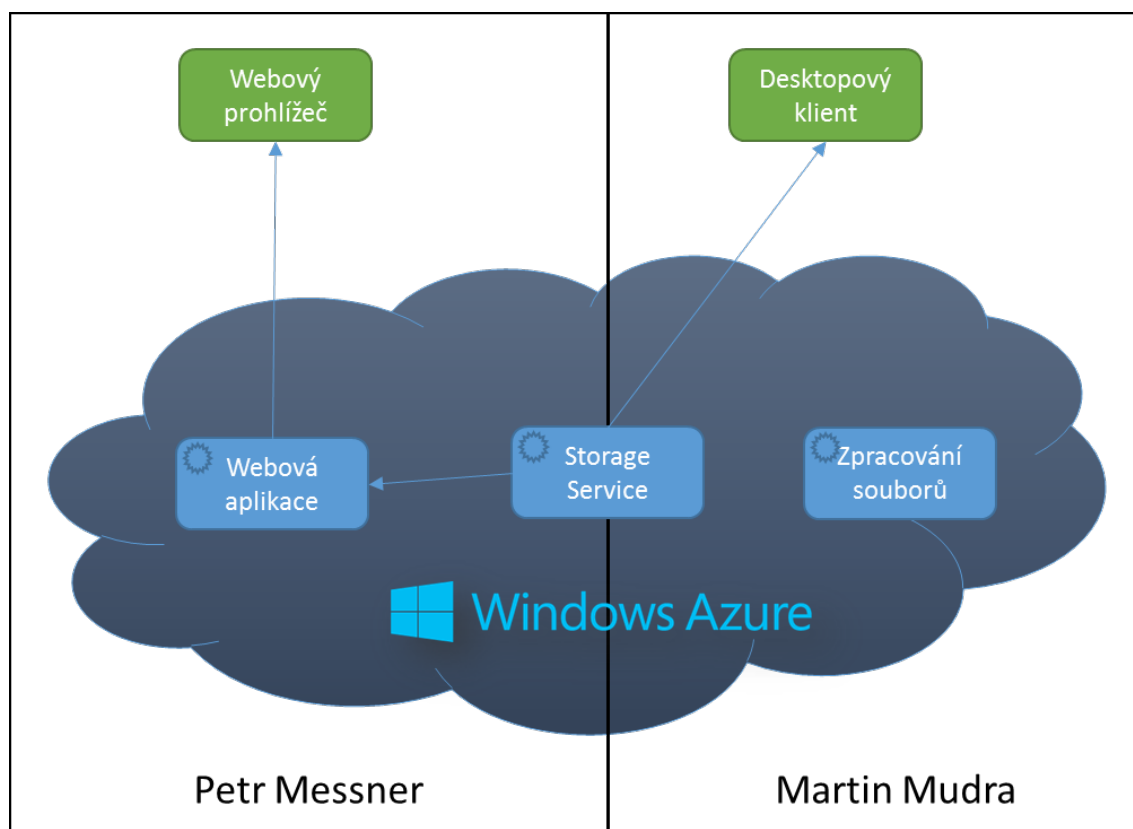 Webový
prohlížeč
Desktopový
klient
Webová
aplikace
Storage
Service
Zpracování
souborů
Windows Azure
Petr Messner
Martin Mudra